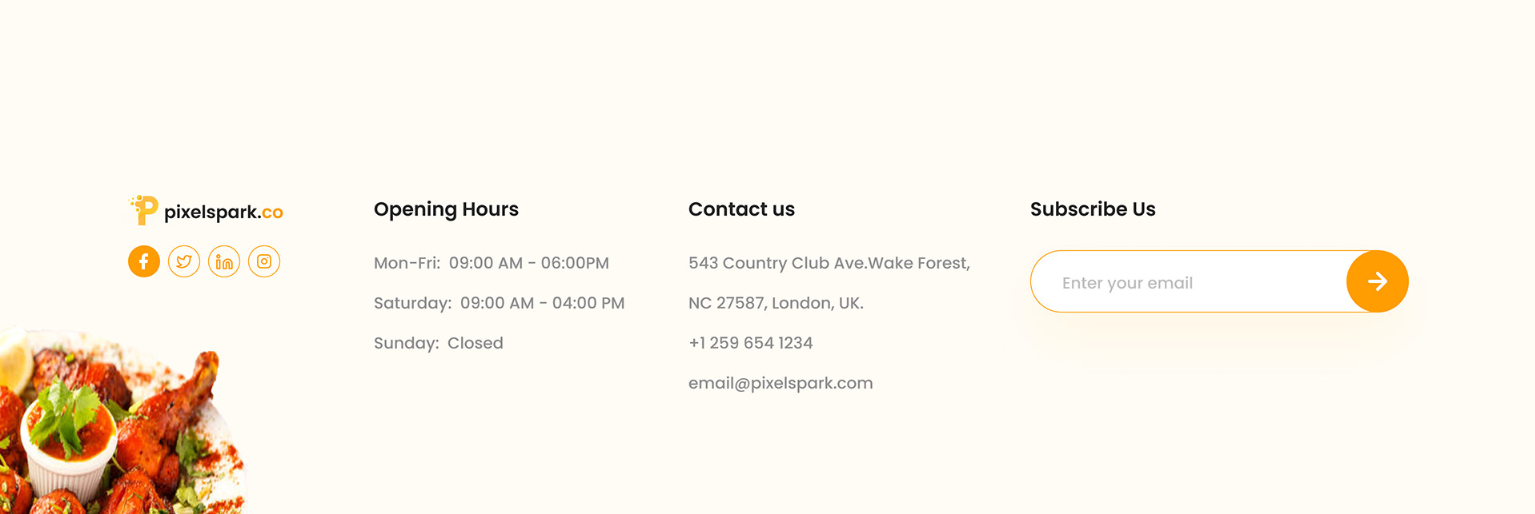 pixelspark.co
Opening Hours
Mon-Fri: 09:00 AM - 06:00PM
Saturday: 09:00 AM - 04:00 PM
Sunday: Closed
Contact us
543 Country Club Ave.Wake Forest,
NC 27587, London, UK.
+1 259 654 1234
email@pixelspark.com
Subscribe Us
Enter your email